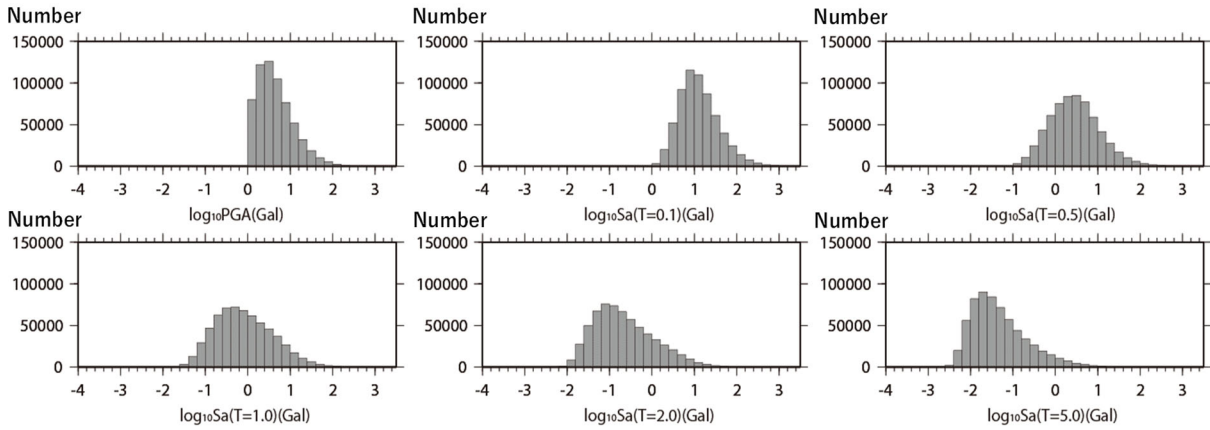 Number Number Number
150000 150000 150000
100000 100000 100000
50000 50000 50000
0 0 0
-4 -3 -2 -1 0 1 2 3 -4 -3 -2 -1 0 1 2 3 -4 -3 -2 -1 0 1 2 3
log₁₀PGA(Gal) log₁₀Sa(T=0.1)(Gal) log₁₀Sa(T=0.5)(Gal)
Number Number Number
150000 150000 150000
100000 100000 100000
50000 50000 50000
0 0 0
-4 -3 -2 -1 0 1 2 3 -4 -3 -2 -1 0 1 2 3 -4 -3 -2 -1 0 1 2 3
log₁₀Sa(T=1.0)(Gal) log₁₀Sa(T=2.0)(Gal) log₁₀Sa(T=5.0)(Gal)